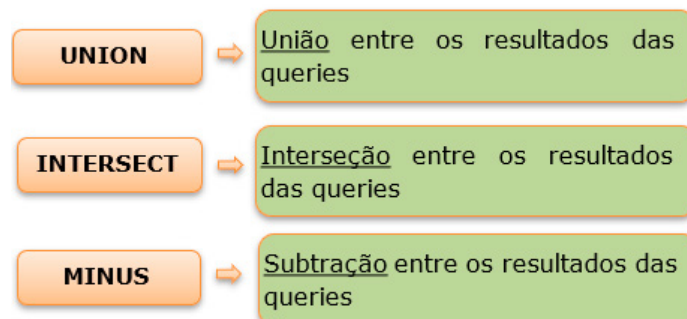 UNION
União entre os resultados das
queries
INTERSECT
Interseção entre os resultados
das queries
MINUS
Subtração entre os resultados das
queries